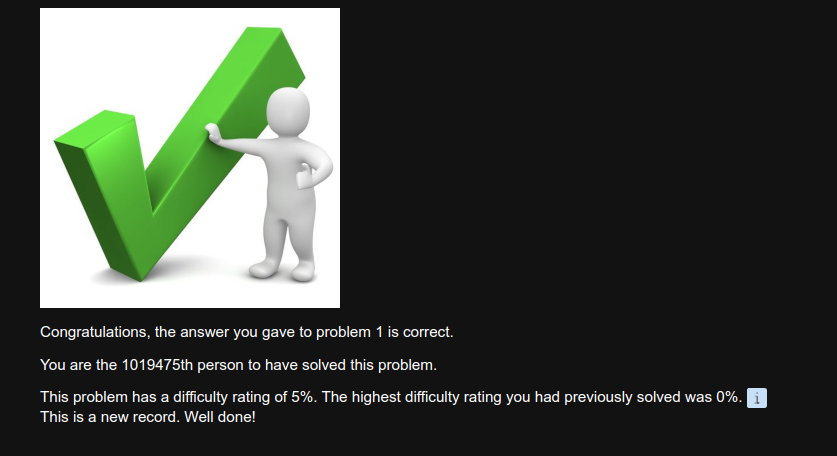 Congratulations, the answer you gave to problem 1 is correct.
You are the 1019475th person to have solved this problem.
This problem has a difficulty rating of 5%. The highest difficulty rating you had previously solved was 0%. i
This is a new record. Well done!